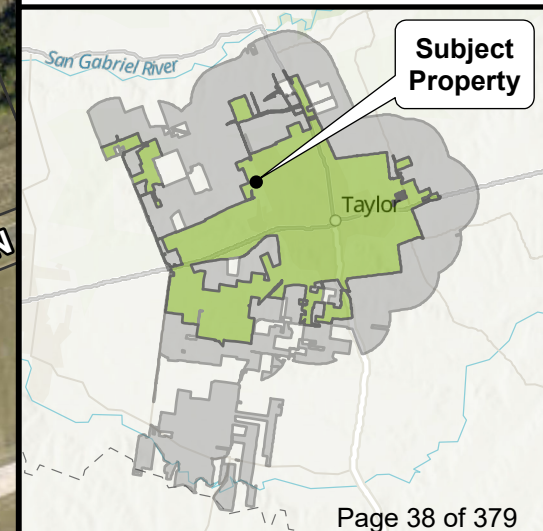 San Gabriel River
Subject
Property
Taylor
N
Page 38 of 379